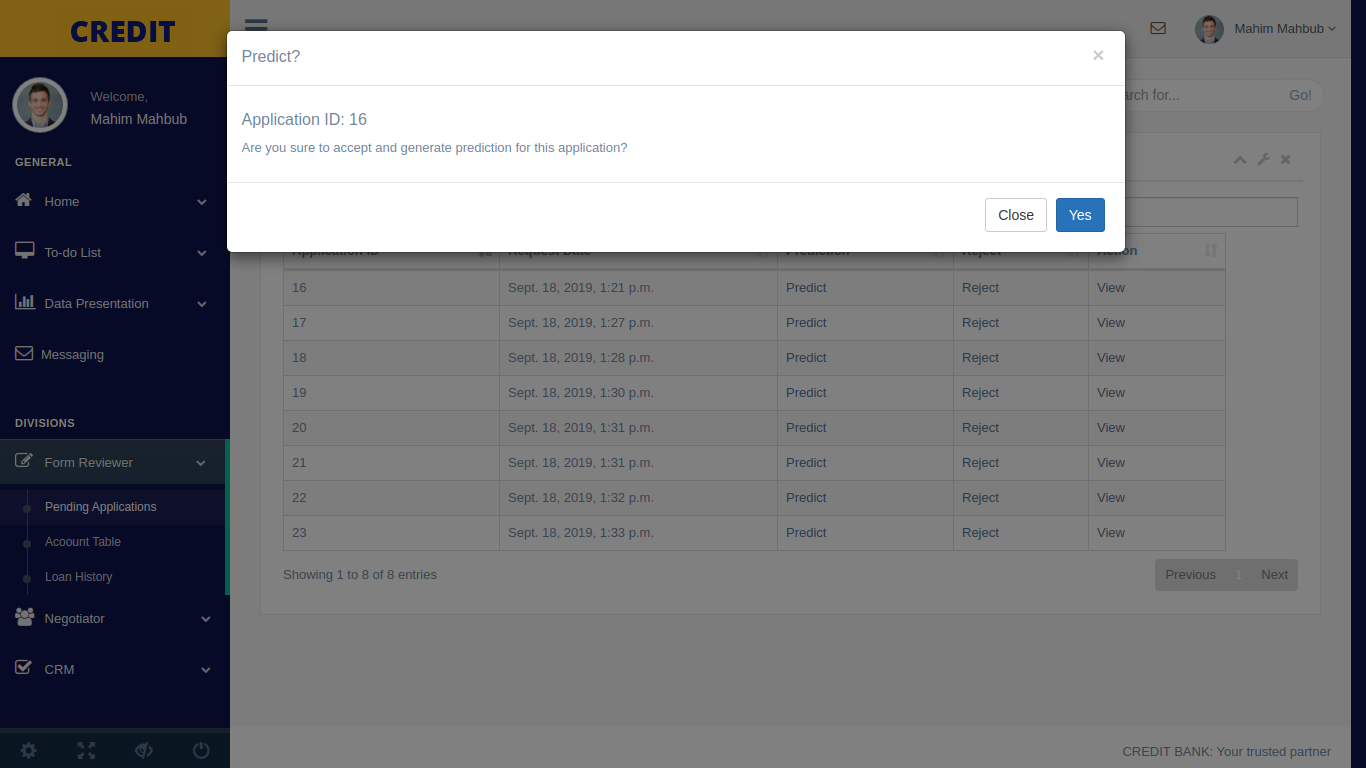 CREDIT
Mahim Mahbub
Predict?
×
Welcome,
Mahim Mahbub
arch for...
Go!
Application ID: 16
Are you sure to accept and generate prediction for this application?
Close
Yes
GENERAL
Home
To-do List
Data Presentation
Messaging
DIVISIONS
Form Reviewer
Pending Applications
Acoount Table
Loan History
Negotiator
CRM
Application ID Request Date Prediction Reject Action
16 Sept. 18, 2019, 1:21 p.m. Predict Reject View
17 Sept. 18, 2019, 1:27 p.m. Predict Reject View
18 Sept. 18, 2019, 1:28 p.m. Predict Reject View
19 Sept. 18, 2019, 1:30 p.m. Predict Reject View
20 Sept. 18, 2019, 1:31 p.m. Predict Reject View
21 Sept. 18, 2019, 1:31 p.m. Predict Reject View
22 Sept. 18, 2019, 1:32 p.m. Predict Reject View
23 Sept. 18, 2019, 1:33 p.m. Predict Reject View
Showing 1 to 8 of 8 entries
Previous 1 Next
CREDIT BANK: Your trusted partner